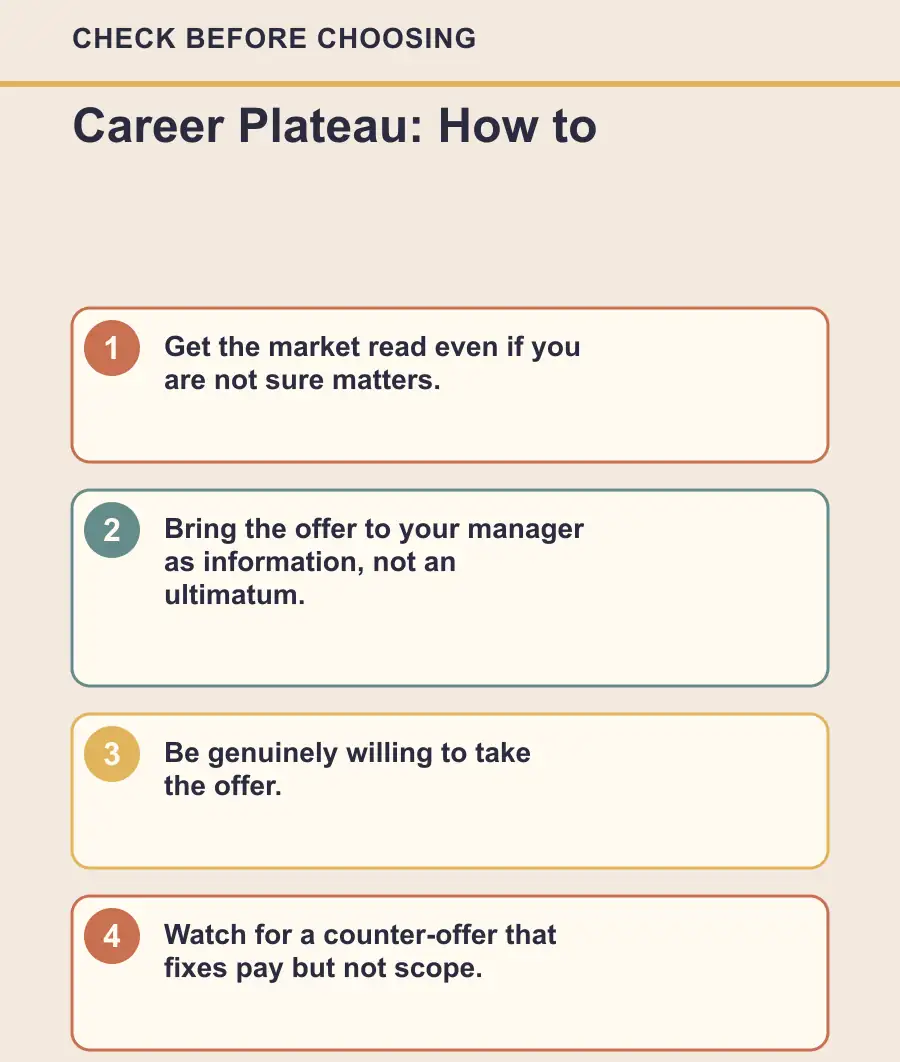 CHECK BEFORE CHOOSING
Career Plateau: How to
1
Get the market read even if you
are not sure matters.
2
Bring the offer to your manager
as information, not an
ultimatum.
3
Be genuinely willing to take
the offer.
4
Watch for a counter-offer that
fixes pay but not scope.